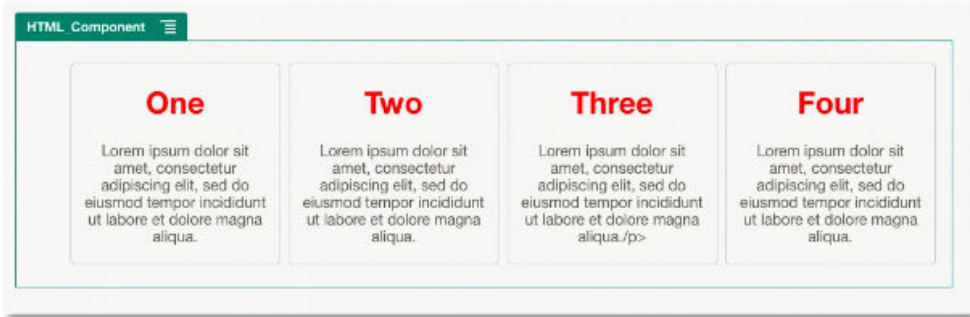 HTML_Component
One
Lorem ipsum dolor sit
amet, consectetur
adipiscing elit, sed do
eiusmod tempor incididunt
ut labore et dolore magna
aliqua.
Two
Lorem ipsum dolor sit
amet, consectetur
adipiscing elit, sed do
eiusmod tempor incididunt
ut labore et dolore magna
aliqua.
Three
Lorem ipsum dolor sit
amet, consectetur
adipiscing elit, sed do
eiusmod tempor incididunt
ut labore et dolore magna
aliqua./p>
Four
Lorem ipsum dolor sit
amet, consectetur
adipiscing elit, sed do
eiusmod tempor incididunt
ut labore et dolore magna
aliqua.